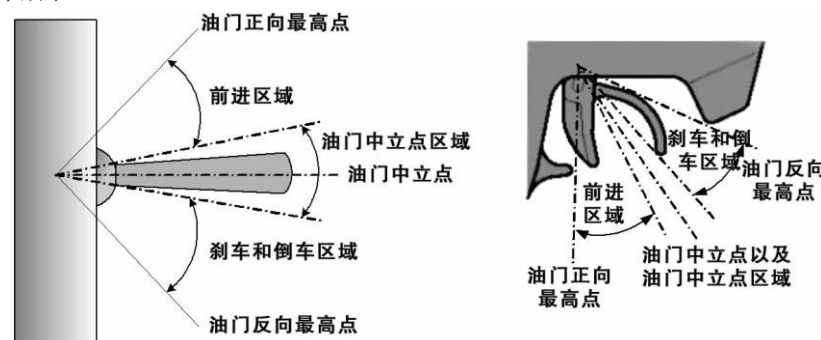 油门正向最高点
前进区域
油门中立点区域
油门中立点
刹车和倒车区域
油门反向最高点
刹车和倒
车区域
油门反向
最高点
前进
区域
油门中立点以及
油门中立点区域
油门正向
最高点